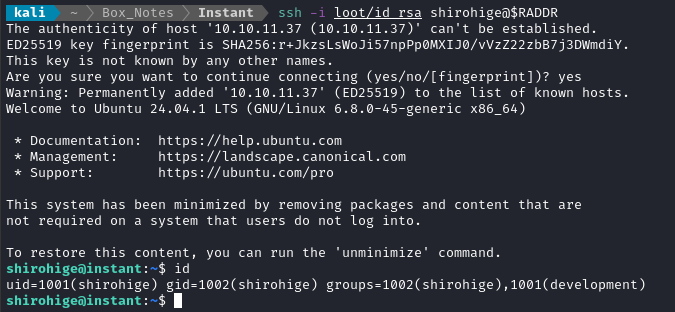 kali ~ Box_Notes Instant ssh -i loot/id_rsa shirohige@$RADDR
The authenticity of host '10.10.11.37 (10.10.11.37)' can't be established.
ED25519 key fingerprint is SHA256:r+JkzsLsWoJi57npPp0MXIJ0/vVzZ22zbB7j3DWmdiY.
This key is not known by any other names.
Are you sure you want to continue connecting (yes/no/[fingerprint])? yes
Warning: Permanently added '10.10.11.37' (ED25519) to the list of known hosts.
Welcome to Ubuntu 24.04.1 LTS (GNU/Linux 6.8.0-45-generic x86_64)
* Documentation: https://help.ubuntu.com
* Management: https://landscape.canonical.com
* Support: https://ubuntu.com/pro
This system has been minimized by removing packages and content that are
not required on a system that users do not log into.
To restore this content, you can run the 'unminimize' command.
shirohige@instant:~$ id
uid=1001(shirohige) gid=1002(shirohige) groups=1002(shirohige),1001(development)
shirohige@instant:~$